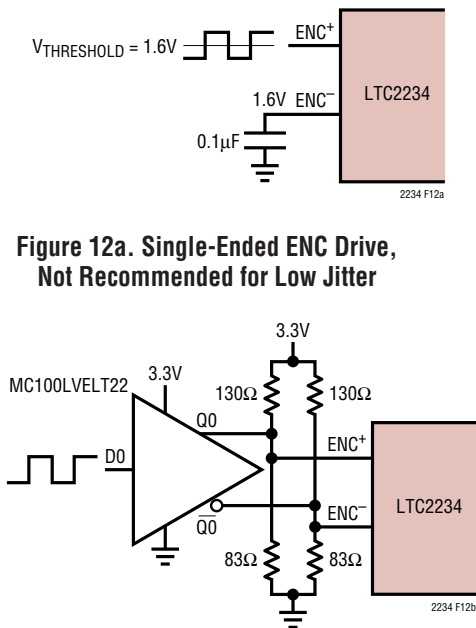 ENC+
VTHRESHOLD = 1.6V
1.6V ENC–
LTC2234
0.1µF
2234 F12a
Figure 12a. Single-Ended ENC Drive,
Not Recommended for Low Jitter
3.3V
MC100LVELT22
3.3V
130Ω
130Ω
Q0
D0
ENC+
ENC–
LTC2234
Q0
83Ω
83Ω
2234 F12b